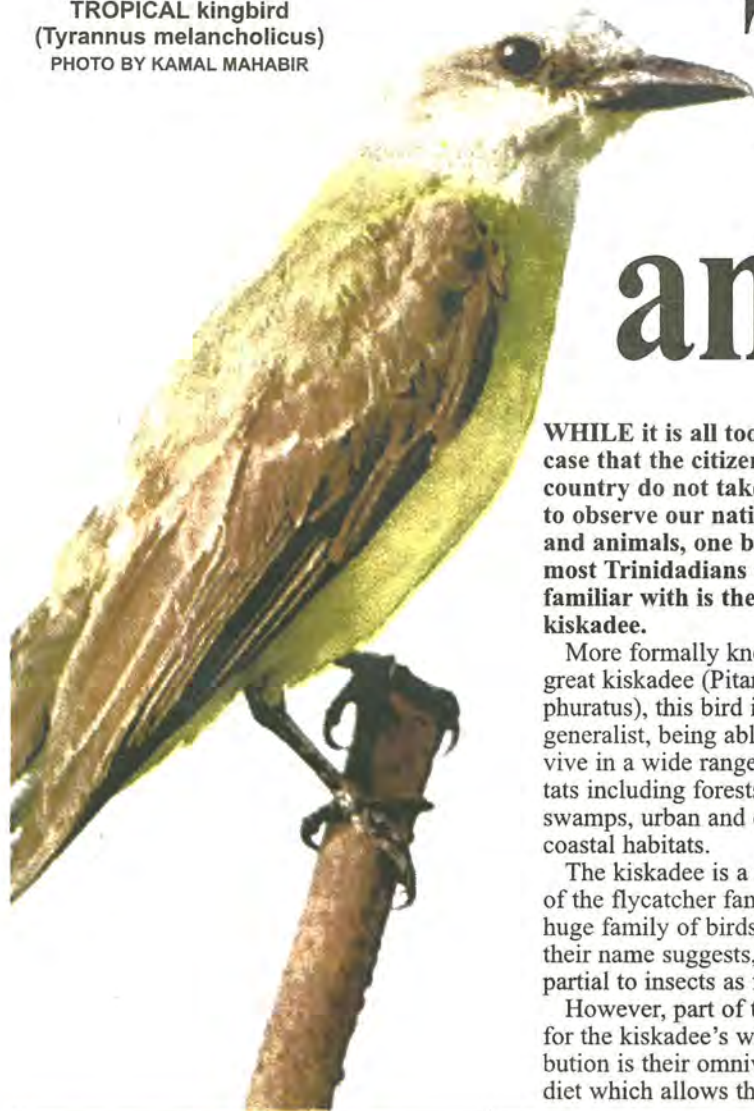 TROPICAL kingbird
(Tyrannus melancholicus)
PHOTO BY KAMAL MAHABIR
an
WHILE it is all too
case that the citizen
country do not take
to observe our nati
and animals, one b
most Trinidadians
familiar with is the
kiskadee.
More formally kno
great kiskadee (Pitan
phuratus), this bird i
generalist, being abl
vive in a wide range
tats including forests
swamps, urban and
coastal habitats.
The kiskadee is a
of the flycatcher fam
huge family of birds
their name suggests,
partial to insects as
However, part of t
for the kiskadee's w
bution is their omniv
diet which allows th